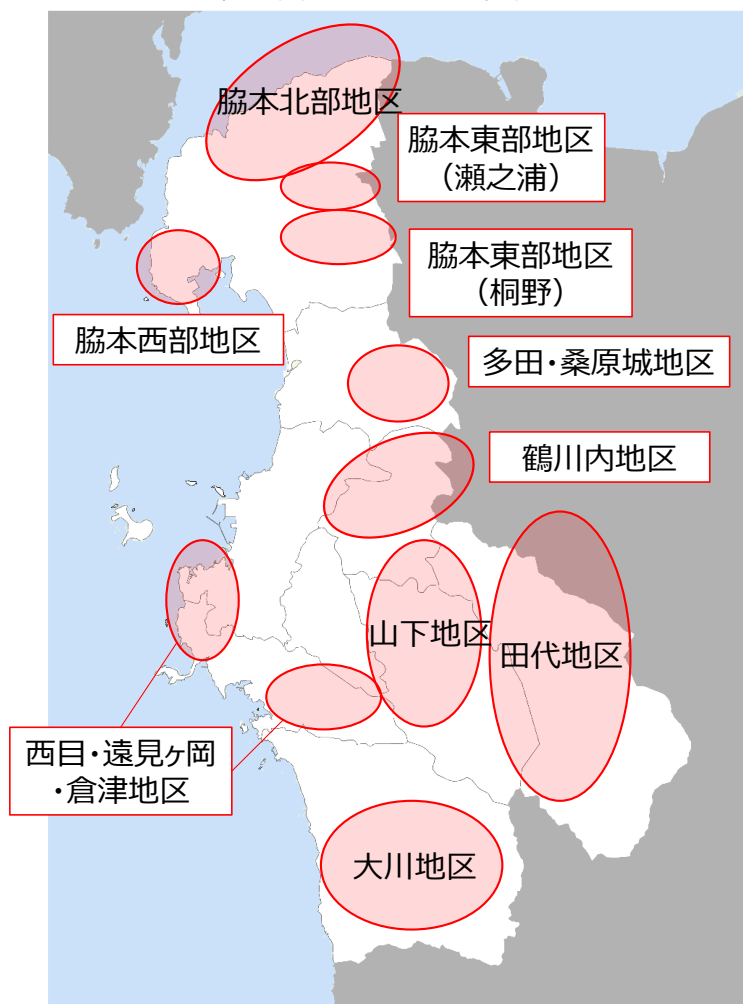 脇本北部地区
脇本東部地区
（瀬之浦）
脇本東部地区
（桐野）
脇本西部地区
多田・桑原城地区
鶴川内地区
山下地区
田代地区
西目・遠見ヶ岡
・倉津地区
大川地区